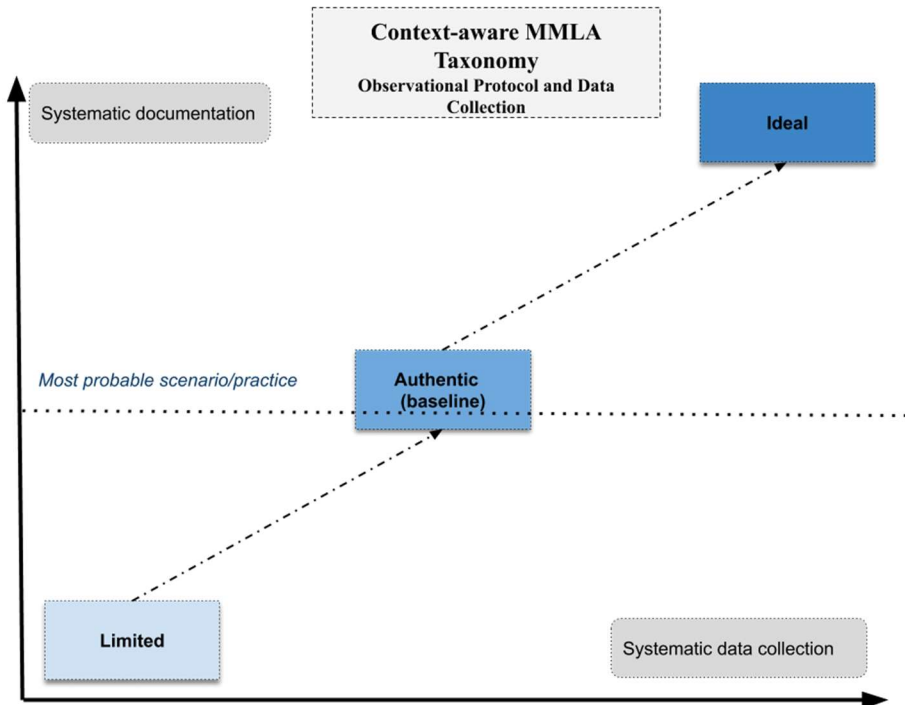 Context-aware MMLA
Taxonomy
Observational Protocol and Data
Collection
Systematic documentation
Ideal
Most probable scenario/practice
Authentic
(baseline)
Limited
Systematic data collection